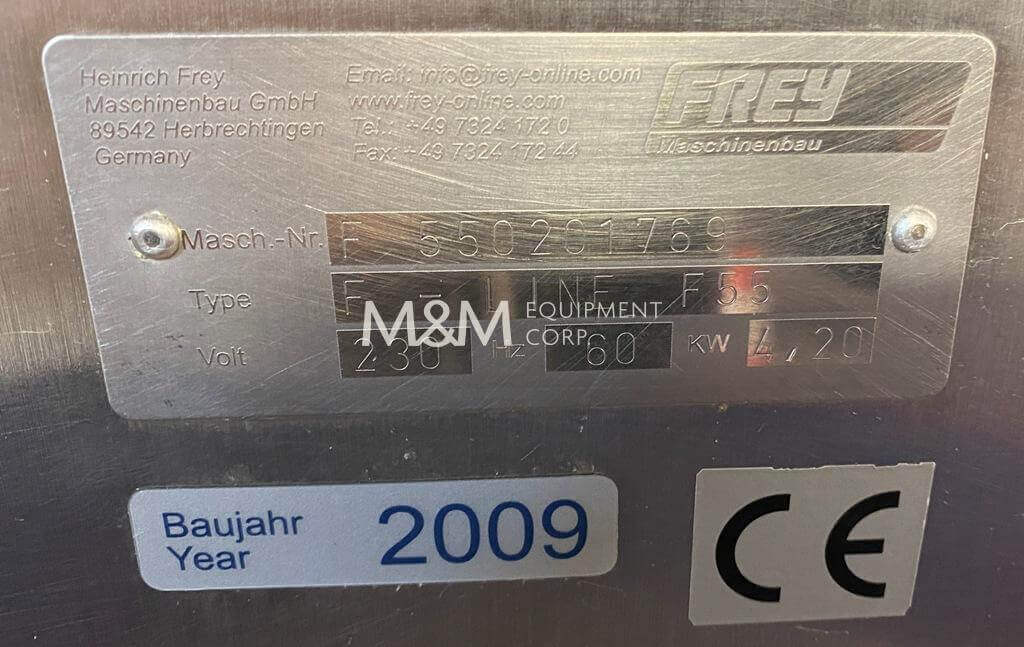 Heinrich Frey
Maschinenbau GmbH
89542 Herbrechtingen
Germany
Email: info@frey-online.com
www.frey-online.com
Tel.: +49 7324 172 0
Fax: +49 7324 172 44
FREY
Maschinenbau
Masch.-Nr. F 550201769
Type F - LINE F55
Volt 230 Hz 60 KW 4,20
M&M EQUIPMENT
CORP.
Baujahr
Year 2009
CE